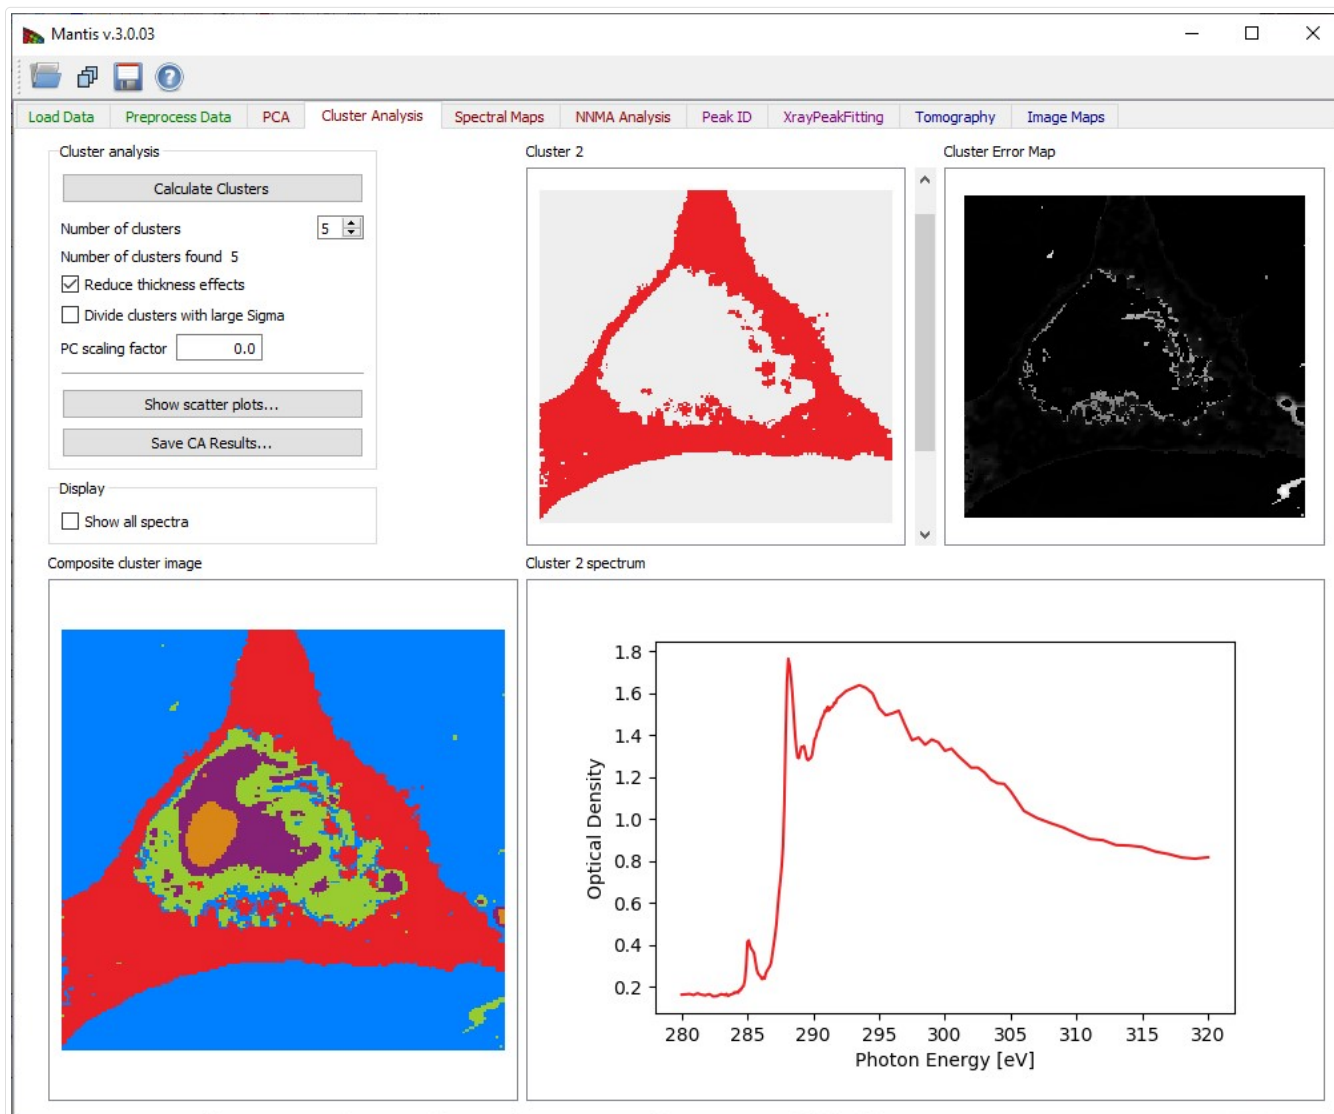 Mantis v.3.0.03
Load Data Preprocess Data PCA Cluster Analysis Spectral Maps NNMA Analysis Peak ID XrayPeakFitting Tomography Image Maps
Cluster analysis
Calculate Clusters
Number of clusters 5
Number of clusters found 5
Reduce thickness effects
Divide clusters with large Sigma
PC scaling factor 0.0
Show scatter plots...
Save CA Results...
Display
Show all spectra
Cluster 2
Cluster Error Map
Composite cluster image
Cluster 2 spectrum
1.8
1.6
1.4
1.2
1.0
0.8
0.6
0.4
0.2
Optical Density
280 285 290 295 300 305 310 315 320
Photon Energy [eV]